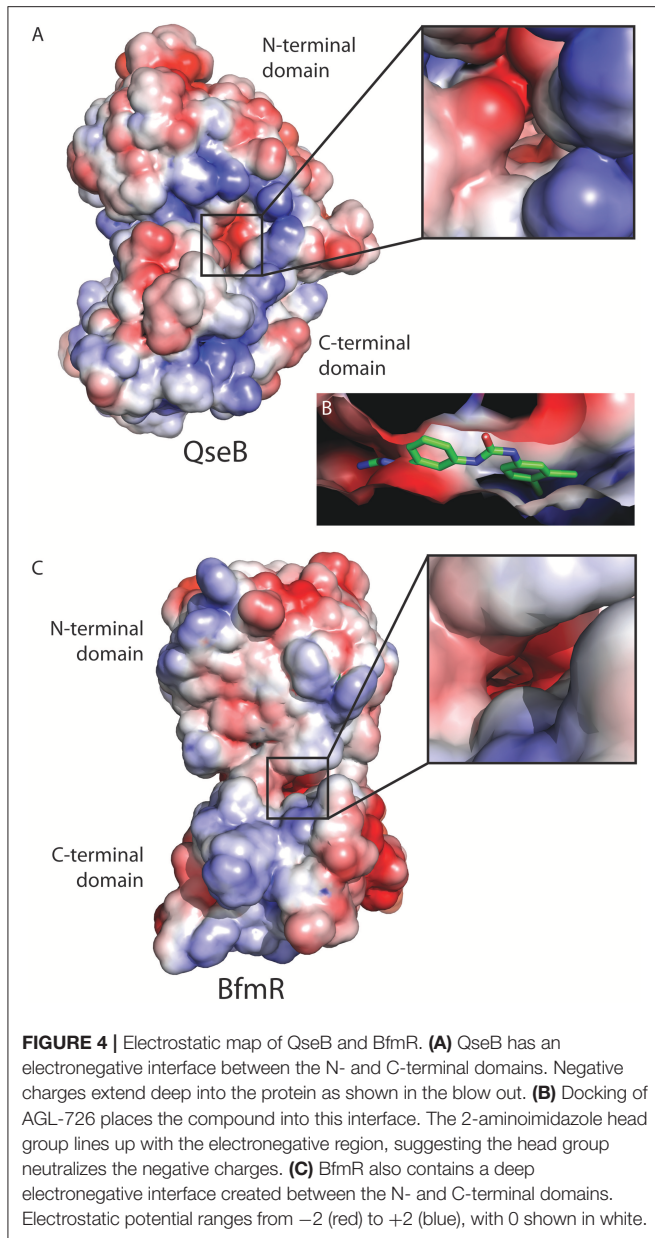 A
N-terminal
domain
C-terminal
domain
QseB
B
C
N-terminal
domain
C-terminal
domain
BfmR
FIGURE 4 | Electrostatic map of QseB and BfmR. (A) QseB has an
electronegative interface between the N- and C-terminal domains. Negative
charges extend deep into the protein as shown in the blow out. (B) Docking of
AGL-726 places the compound into this interface. The 2-aminoimidazole head
group lines up with the electronegative region, suggesting the head group
neutralizes the negative charges. (C) BfmR also contains a deep
electronegative interface created between the N- and C-terminal domains.
Electrostatic potential ranges from −2 (red) to +2 (blue), with 0 shown in white.